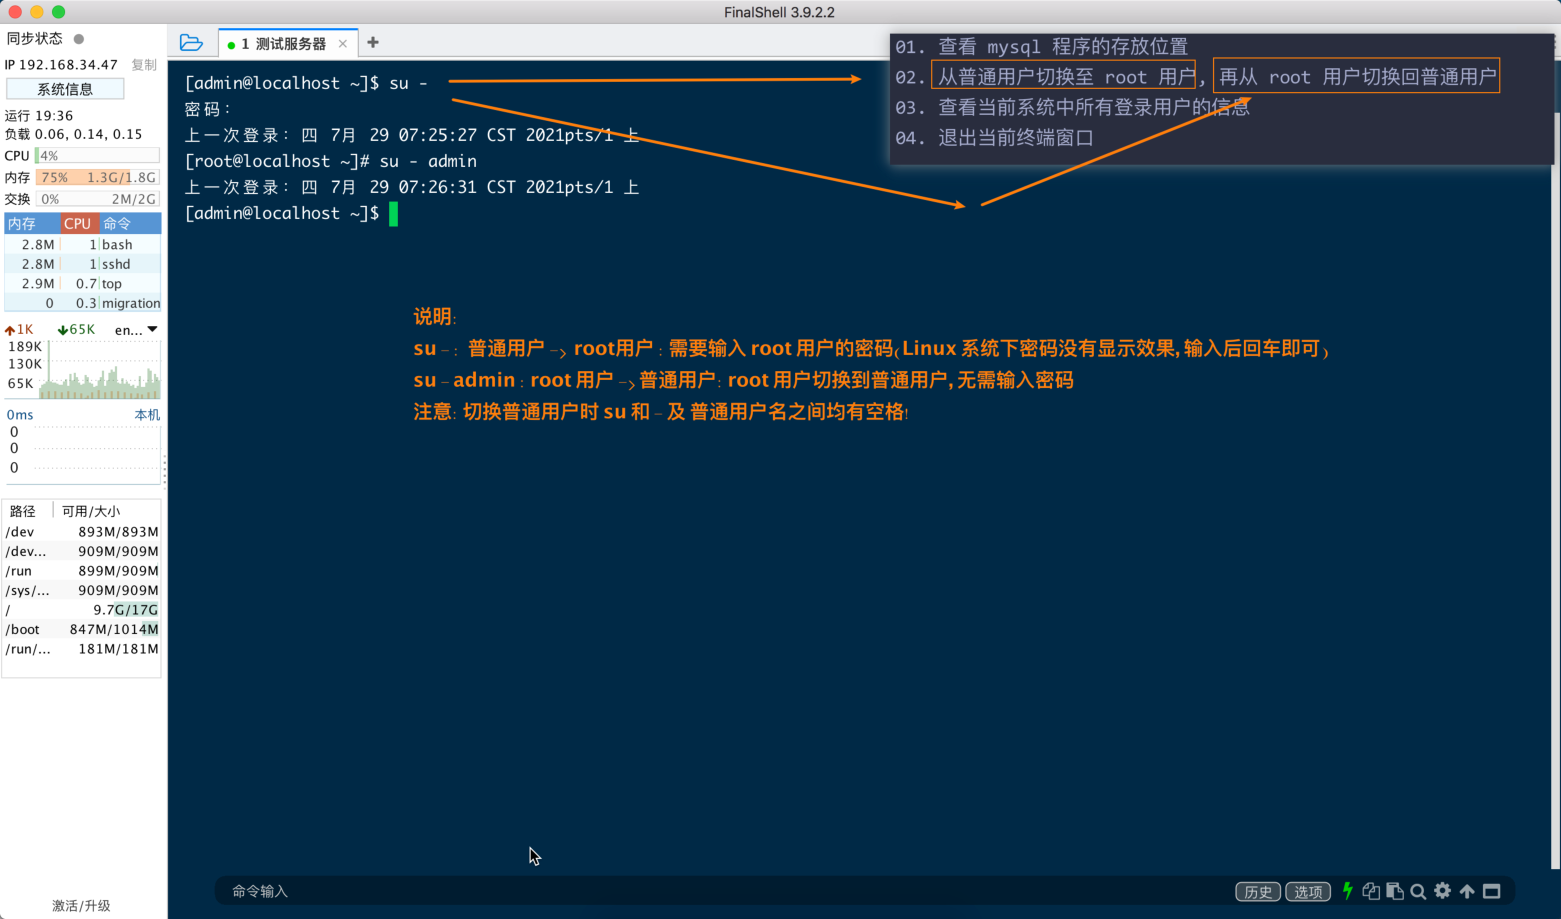 FinalShell 3.9.2.2
同步状态
IP 192.168.34.47 复制
系统信息
运行 19:36
负载 0.06, 0.14, 0.15
CPU 4%
内存 75% 1.3G/1.8G
交换 0% 2M/2G
内存 CPU 命令
2.8M 1 bash
2.8M 1 sshd
2.9M 0.7 top
0 0.3 migration
1K 65K en...
189K
130K
65K
0ms 本机
0
0
0
路径 可用/大小
/dev 893M/893M
/dev... 909M/909M
/run 899M/909M
/sys/... 909M/909M
/ 9.7G/17G
/boot 847M/1014M
/run/... 181M/181M
激活/升级
1 测试服务器 × +
[admin@localhost ~]$ su -
密码：
上一次登录：四 7月 29 07:25:27 CST 2021pts/1 上
[root@localhost ~]# su - admin
上一次登录：四 7月 29 07:26:31 CST 2021pts/1 上
[admin@localhost ~]$
01. 查看 mysql 程序的存放位置
02. 从普通用户切换至 root 用户, 再从 root 用户切换回普通用户
03. 查看当前系统中所有登录用户的信息
04. 退出当前终端窗口
说明:
su - : 普通用户 -> root用户 : 需要输入 root 用户的密码(Linux 系统下密码没有显示效果,输入后回车即可)
su - admin : root 用户 -> 普通用户: root 用户切换到普通用户,无需输入密码
注意: 切换普通用户时 su 和 - 及 普通用户名之间均有空格!
命令输入
历史 选项